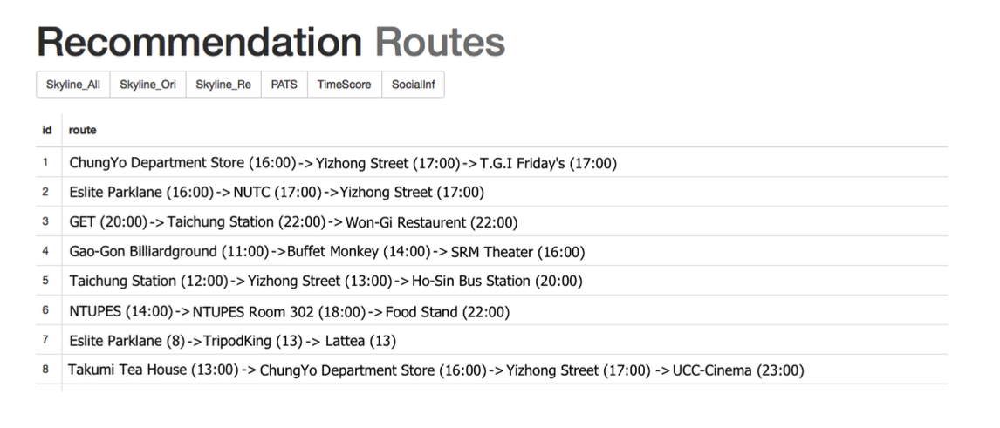 Recommendation Routes
Skyline_All Skyline_Ori Skyline_Re PATS TimeScore SocialInf
id route
1 ChungYo Department Store (16:00)->Yizhong Street (17:00)->T.G.I Friday's (17:00)
2 Eslite Parklane (16:00)->NUTC (17:00)->Yizhong Street (17:00)
3 GET (20:00)->Taichung Station (22:00)->Won-Gi Restaurent (22:00)
4 Gao-Gon Billiardground (11:00)->Buffet Monkey (14:00)-> SRM Theater (16:00)
5 Taichung Station (12:00)->Yizhong Street (13:00)->Ho-Sin Bus Station (20:00)
6 NTUPES (14:00)->NTUPES Room 302 (18:00)->Food Stand (22:00)
7 Eslite Parklane (8)->TripodKing (13)-> Lattea (13)
8 Takumi Tea House (13:00)-> ChungYo Department Store (16:00)->Yizhong Street (17:00) ->UCC-Cinema (23:00)